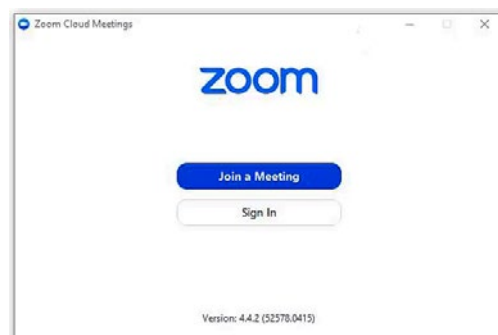 Zoom Cloud Meetings
zoom
Join a Meeting
Sign In
Version: 4.4.2 (52578.0415)